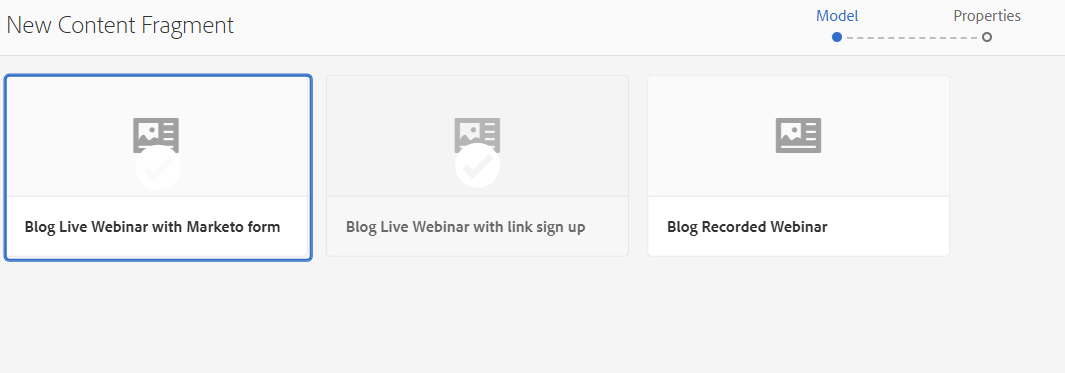 New Content Fragment
Model
Properties
Blog Live Webinar with Marketo form
Blog Live Webinar with link sign up
Blog Recorded Webinar